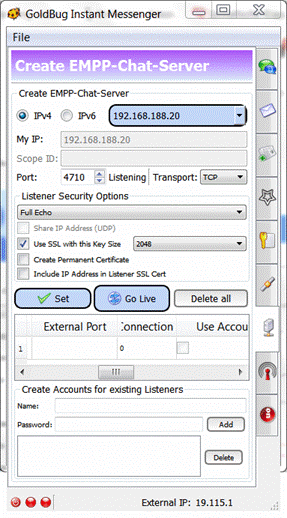 GoldBug Instant Messenger
File
Create EMPP-Chat-Server
Create EMPP-Chat-Server
IPv4 IPv6 192.168.188.20
My IP: 192.168.188.20
Scope ID:
Port: 4710 Listening Transport: TCP
Listener Security Options
Full Echo
Share IP Address (UDP)
Use SSL with this Key Size 2048
Create Permanent Certificate
Include IP Address in Listener SSL Cert
Set Go Live Delete all
External Port Connection Use Accou
1 0
Create Accounts for existing Listeners
Name:
Password: Add
Delete
External IP: 19.115.1